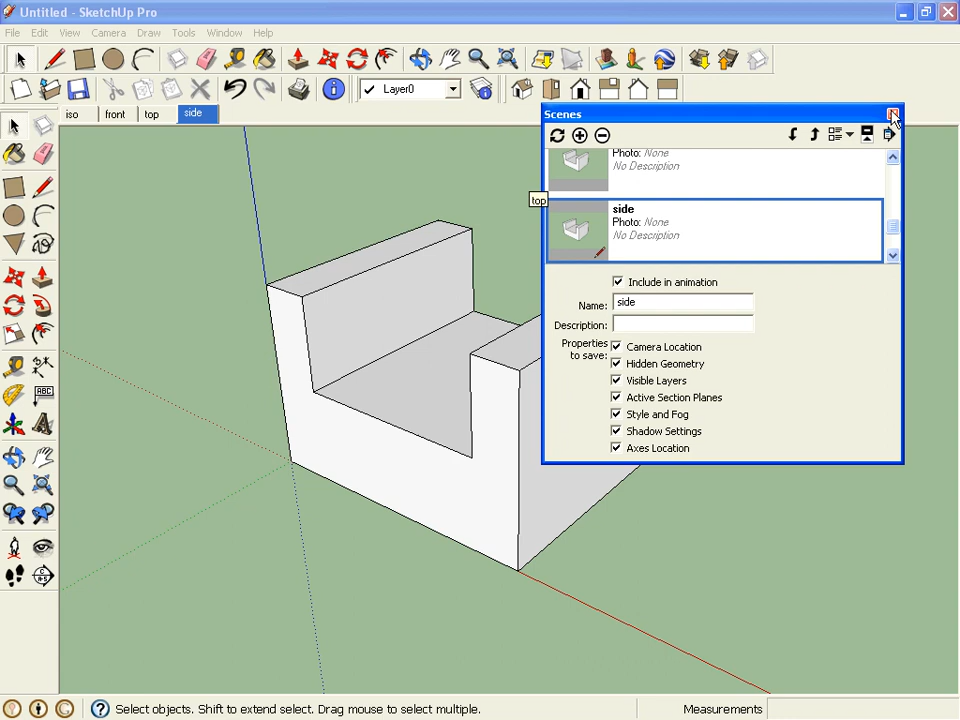 Untitled - SketchUp Pro
File Edit View Camera Draw Tools Window Help
Layer0
iso front top side
Scenes
Photo: None
No Description
top
side
Photo: None
No Description
Include in animation
Name: side
Description:
Properties to save:
Camera Location
Hidden Geometry
Visible Layers
Active Section Planes
Style and Fog
Shadow Settings
Axes Location
ABC
Select objects. Shift to extend select. Drag mouse to select multiple.
Measurements